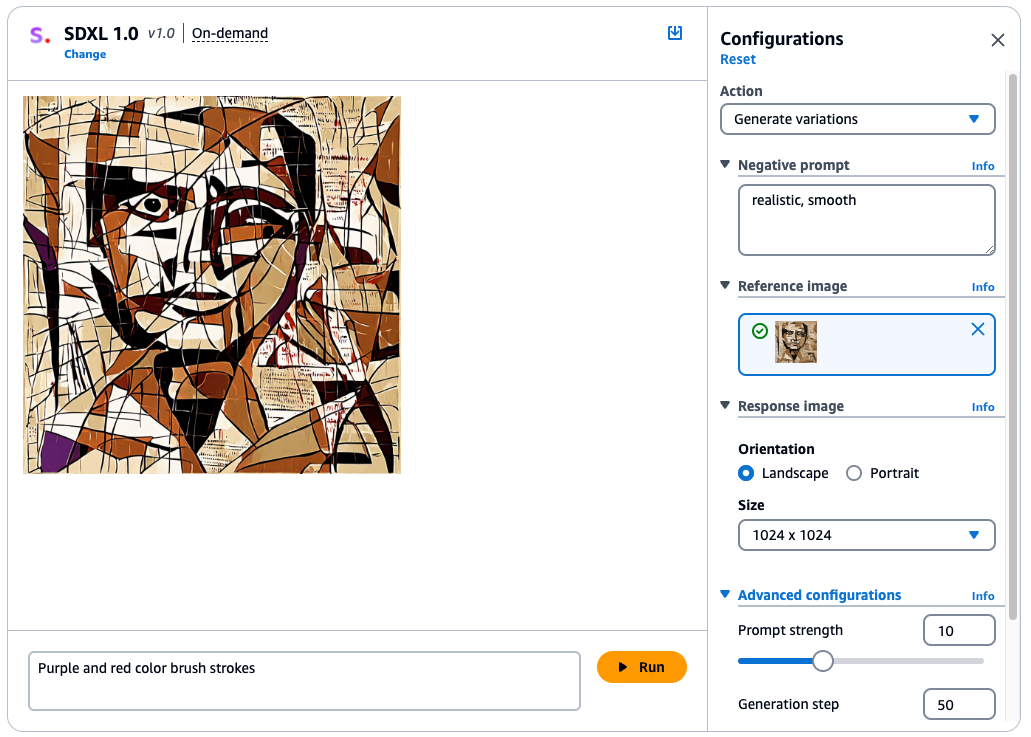 S.
SDXL 1.0 v1.0 On-demand
Change
Configurations
Reset
Action
Generate variations
Negative prompt Info
realistic, smooth
Reference image Info
Response image Info
Orientation
Landscape Portrait
Size
1024 x 1024
Advanced configurations Info
Prompt strength 10
Generation step 50
Purple and red color brush strokes
Run